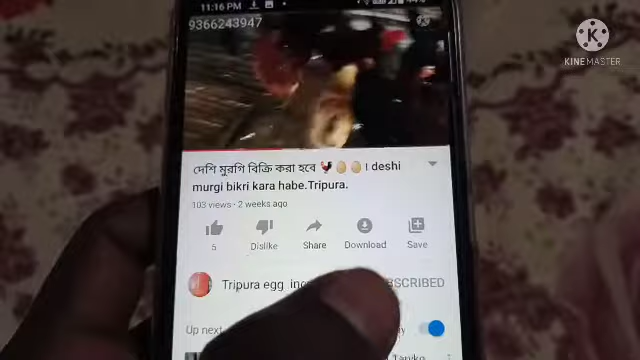 11:16 PM
9366243947
KINEMASTER
দেশি মুরগি বিক্রি করা হবে 🐓🥚🥚 l deshi
murgi bikri kara habe.Tripura.
103 views · 2 weeks ago
5 Dislike Share Download Save
Tripura egg
Up next